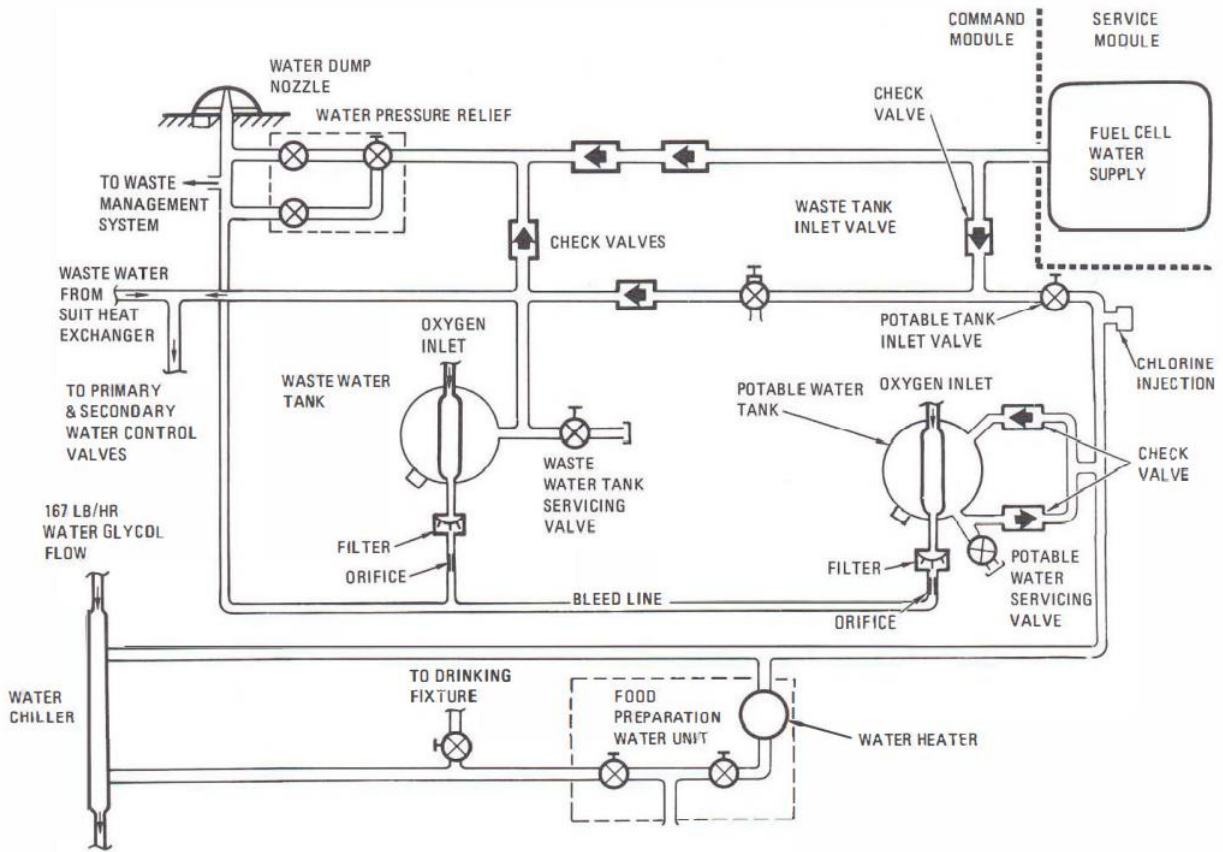 COMMAND
MODULE
SERVICE
MODULE
WATER DUMP
NOZZLE
WATER PRESSURE RELIEF
CHECK
VALVE
FUEL CELL
WATER
SUPPLY
TO WASTE
MANAGEMENT
SYSTEM
CHECK VALVES
WASTE TANK
INLET VALVE
WASTE WATER
FROM
SUIT HEAT
EXCHANGER
OXYGEN
INLET
POTABLE TANK
INLET VALVE
CHLORINE
INJECTION
TO PRIMARY
& SECONDARY
WATER CONTROL
VALVES
WASTE WATER
TANK
POTABLE WATER
TANK
OXYGEN INLET
CHECK
VALVE
WASTE
WATER TANK
SERVICING
VALVE
167 LB/HR
WATER GLYCOL
FLOW
FILTER
ORIFICE
BLEED LINE
FILTER
ORIFICE
POTABLE
WATER
SERVICING
VALVE
WATER
CHILLER
TO DRINKING
FIXTURE
FOOD
PREPARATION
WATER UNIT
WATER HEATER